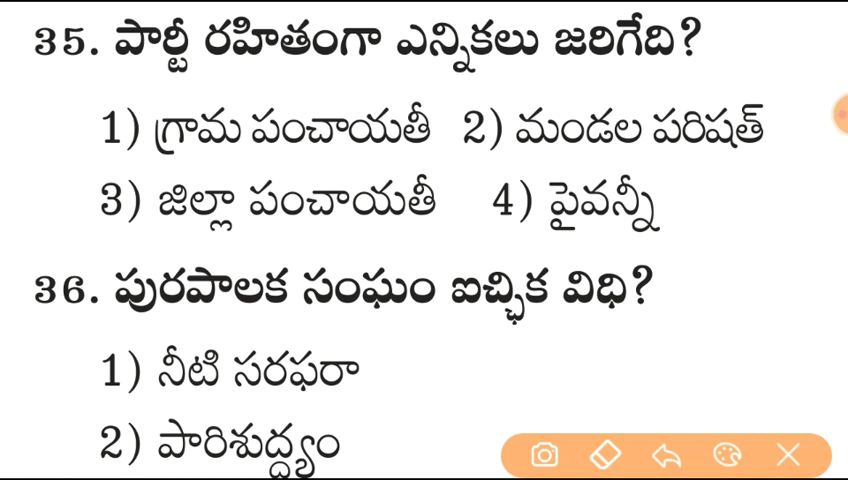 35. పార్టీ రహితంగా ఎన్నికలు జరిగేది?
1) గ్రామ పంచాయతీ 2) మండల పరిషత్
3) జిల్లా పంచాయతీ 4) పైవన్నీ
36. పురపాలక సంఘం ఐచ్ఛిక విధి?
1) నీటి సరఫరా
2) పారిశుద్ధ్యం